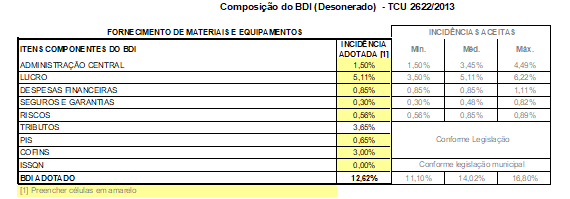 Composição do BDI (Desonerado) - TCU 2622/2013
FORNECIMENTO DE MATERIAIS E EQUIPAMENTOS INCIDÊNCIAS ACEITAS
ITENS COMPONENTES DO BDI INCIDÊNCIA ADOTADA [1] Mín. Méd. Máx.
ADMINISTRAÇÃO CENTRAL 1,50% 1,50% 3,45% 4,49%
LUCRO 5,11% 3,50% 5,11% 6,22%
DESPESAS FINANCEIRAS 0,85% 0,85% 0,85% 1,11%
SEGUROS E GARANTIAS 0,30% 0,30% 0,48% 0,82%
RISCOS 0,56% 0,56% 0,85% 0,89%
TRIBUTOS 3,65%
PIS 0,65% Conforme Legislação
COFINS 3,00%
ISSQN 0,00% Conforme legislação municipal
BDI ADOTADO 12,62% 11,10% 14,02% 16,80%
[1] Preencher células em amarelo